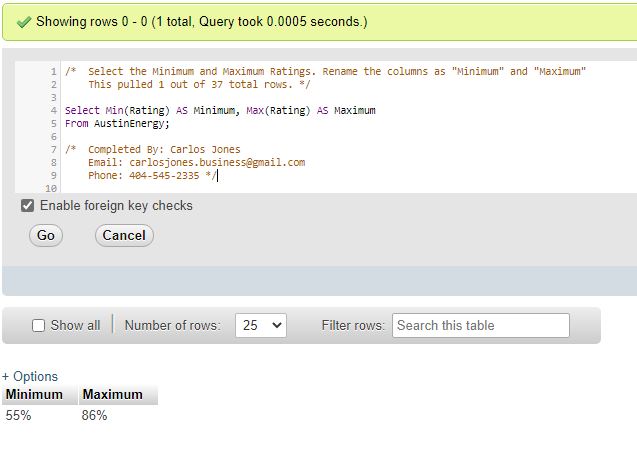 Showing rows 0 - 0 (1 total, Query took 0.0005 seconds.)
1 /* Select the Minimum and Maximum Ratings. Rename the columns as "Minimum" and "Maximum"
2 This pulled 1 out of 37 total rows. */
3
4 Select Min(Rating) AS Minimum, Max(Rating) AS Maximum
5 From AustinEnergy;
6
7 /* Completed By: Carlos Jones
8 Email: carlosjones.business@gmail.com
9 Phone: 404-545-2335 */
10
Enable foreign key checks
Go Cancel
Show all Number of rows: 25 Filter rows: Search this table
+ Options
Minimum Maximum
55% 86%